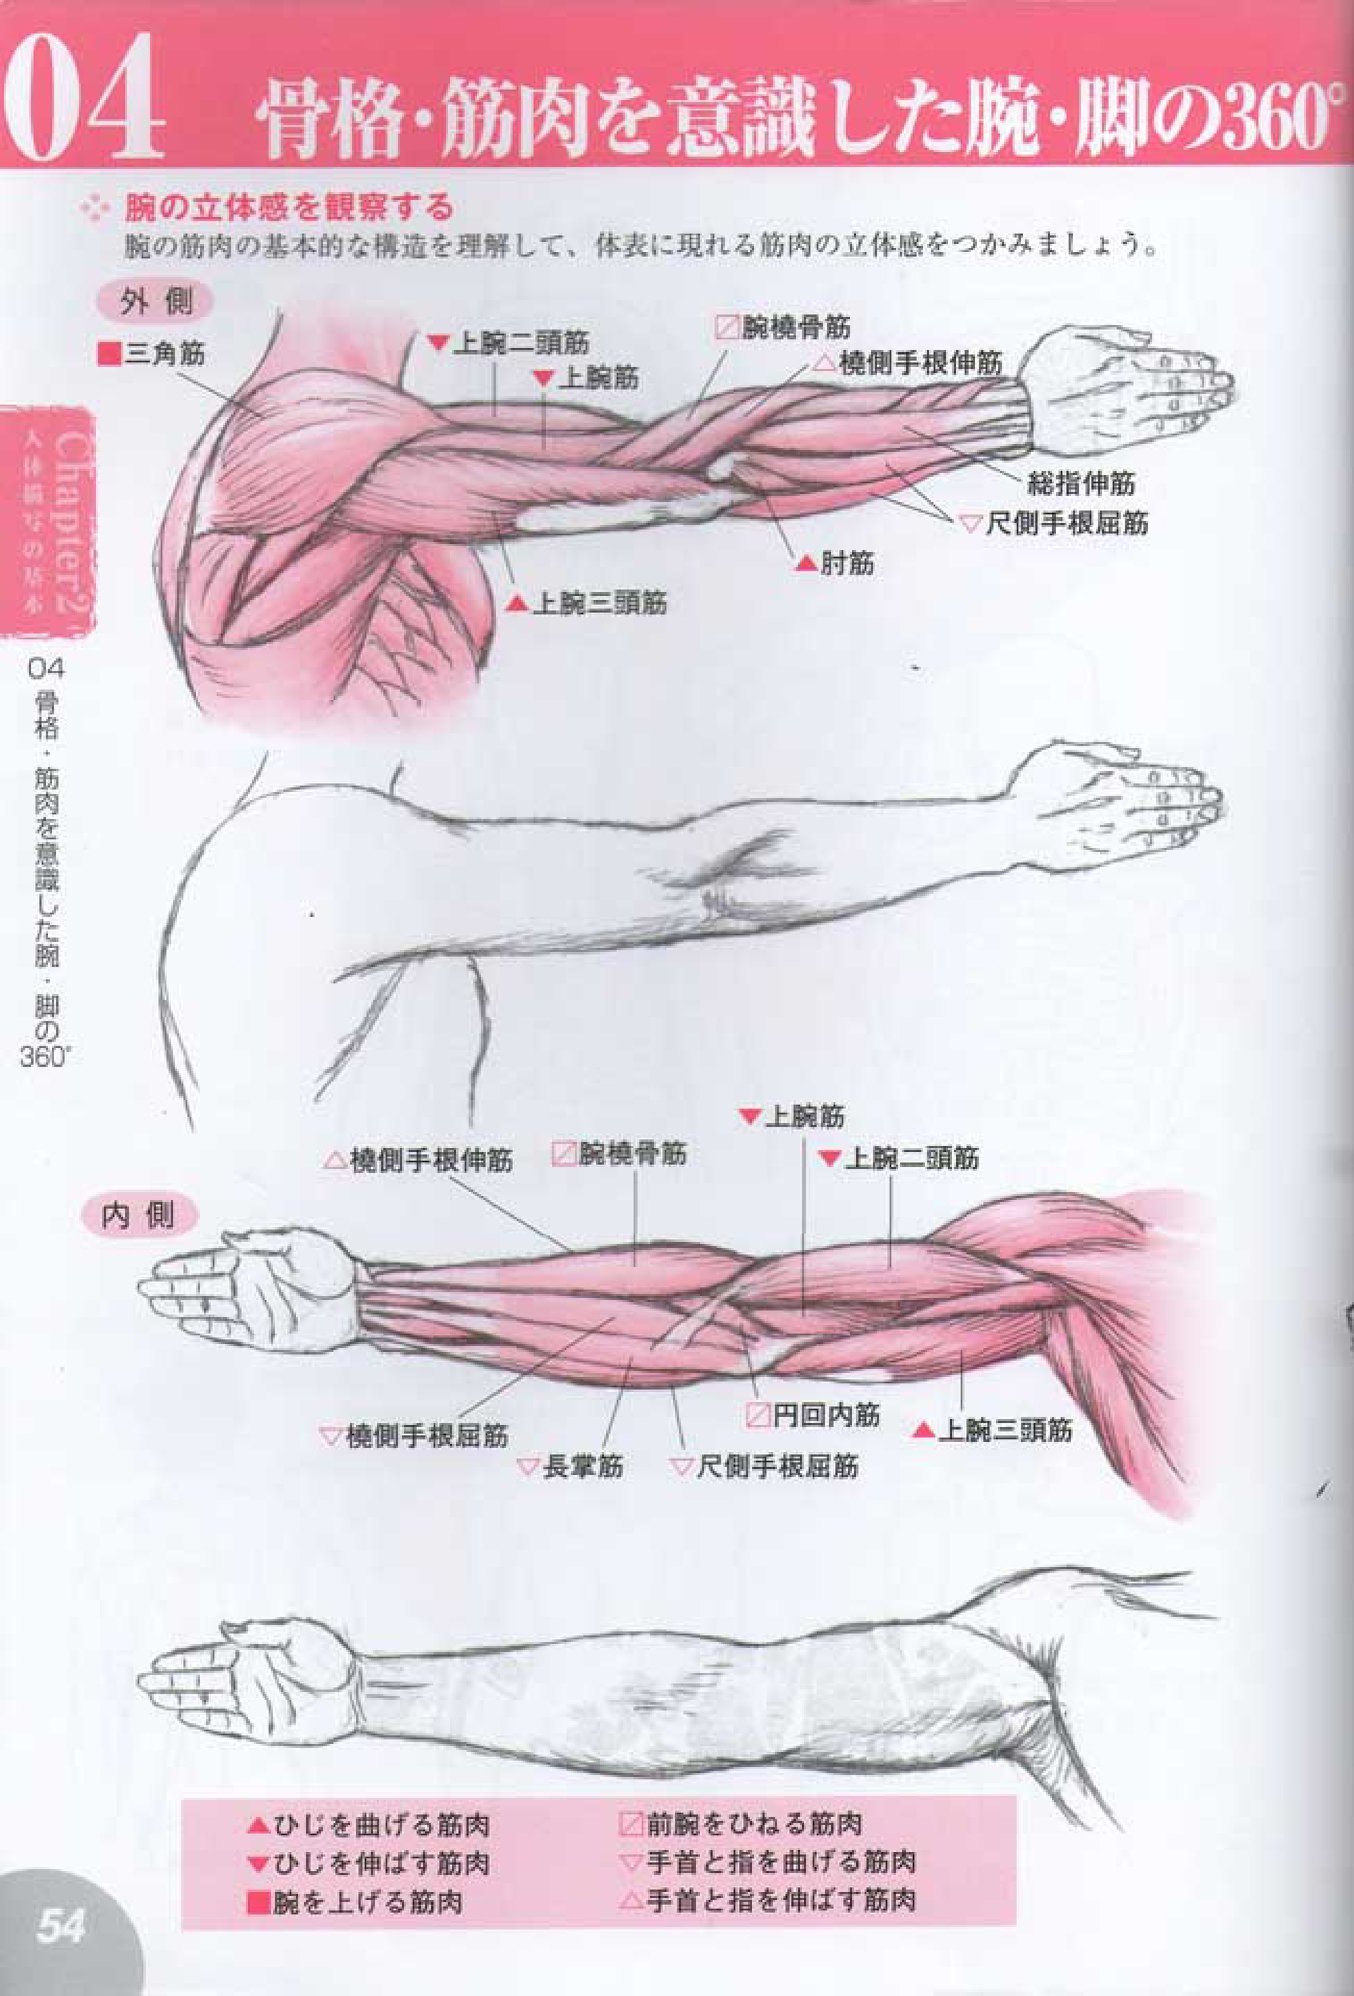 04 骨格・筋肉を意識した腕・脚の360°
腕の立体感を観察する
腕の筋肉の基本的な構造を理解して、体表に現れる筋肉の立体感をつかみましょう。
外側
■三角筋
▼上腕二頭筋
▼上腕筋
〼腕橈骨筋
△橈側手根伸筋
総指伸筋
▽尺側手根屈筋
▲肘筋
▲上腕三頭筋
Chapter2
人体描写の基本
04 骨格・筋肉を意識した腕・脚の360°
内側
△橈側手根伸筋
〼腕橈骨筋
▼上腕筋
▼上腕二頭筋
▽橈側手根屈筋
▽長掌筋
▽尺側手根屈筋
〼円回内筋
▲上腕三頭筋
▲ひじを曲げる筋肉
▼ひじを伸ばす筋肉
■腕を上げる筋肉
〼前腕をひねる筋肉
▽手首と指を曲げる筋肉
△手首と指を伸ばす筋肉
54